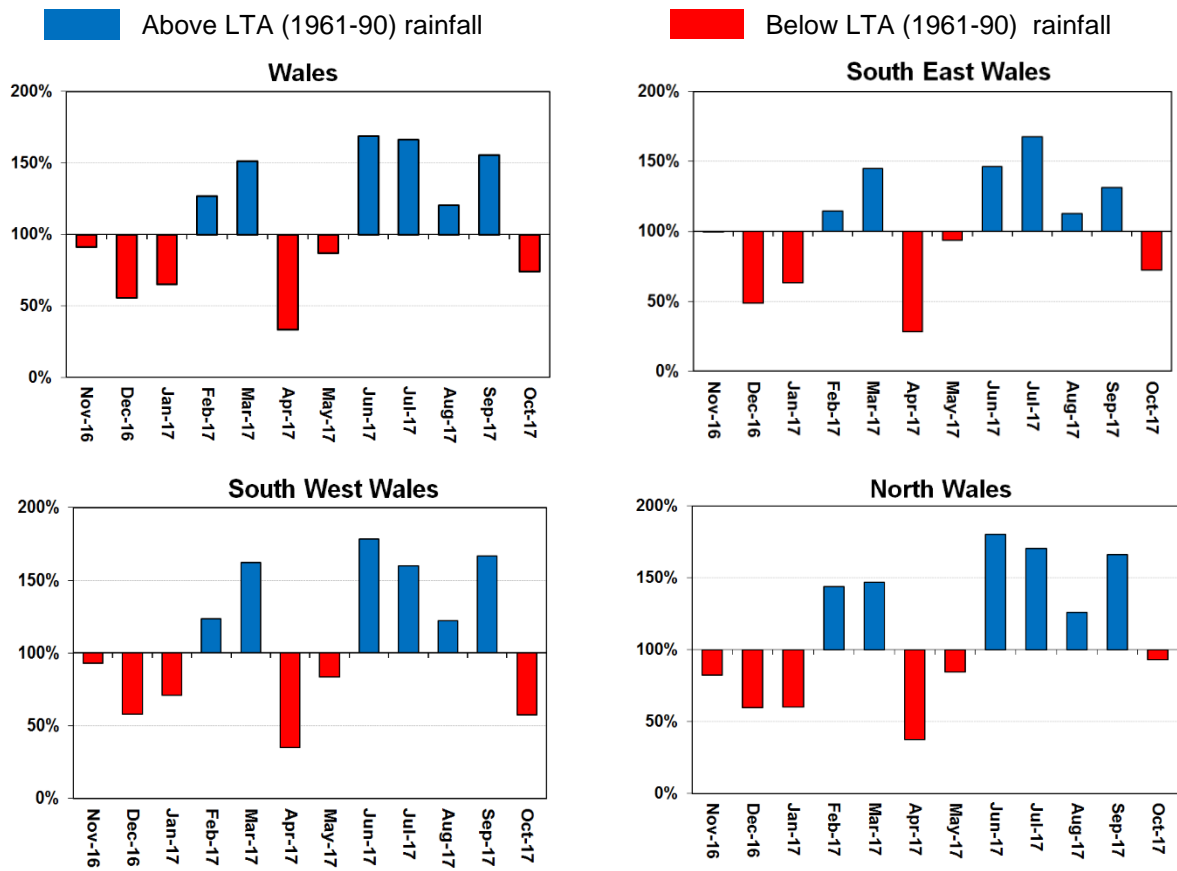 Above LTA (1961-90) rainfall
Below LTA (1961-90) rainfall
Wales
200%
150%
100%
50%
0%
Nov-16
Dec-16
Jan-17
Feb-17
Mar-17
Apr-17
May-17
Jun-17
Jul-17
Aug-17
Sep-17
Oct-17
South East Wales
200%
150%
100%
50%
0%
Nov-16
Dec-16
Jan-17
Feb-17
Mar-17
Apr-17
May-17
Jun-17
Jul-17
Aug-17
Sep-17
Oct-17
South West Wales
200%
150%
100%
50%
0%
Nov-16
Dec-16
Jan-17
Feb-17
Mar-17
Apr-17
May-17
Jun-17
Jul-17
Aug-17
Sep-17
Oct-17
North Wales
200%
150%
100%
50%
0%
Nov-16
Dec-16
Jan-17
Feb-17
Mar-17
Apr-17
May-17
Jun-17
Jul-17
Aug-17
Sep-17
Oct-17